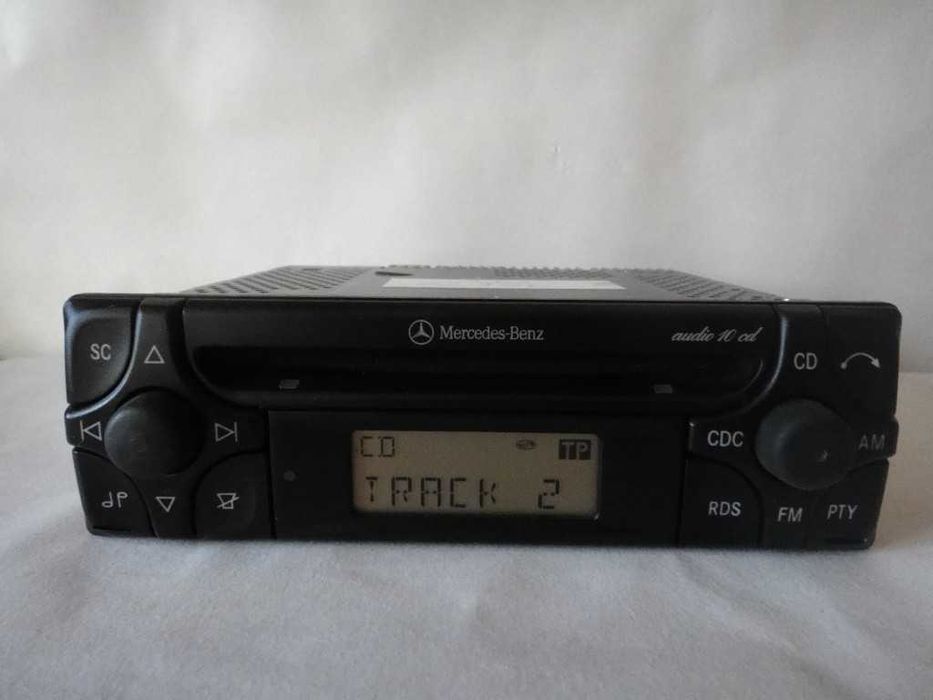 Mercedes-Benz
audio 10 cd
SC
CD
CD
TP
TRACK 2
CDC
AM
RDS
FM
PTY